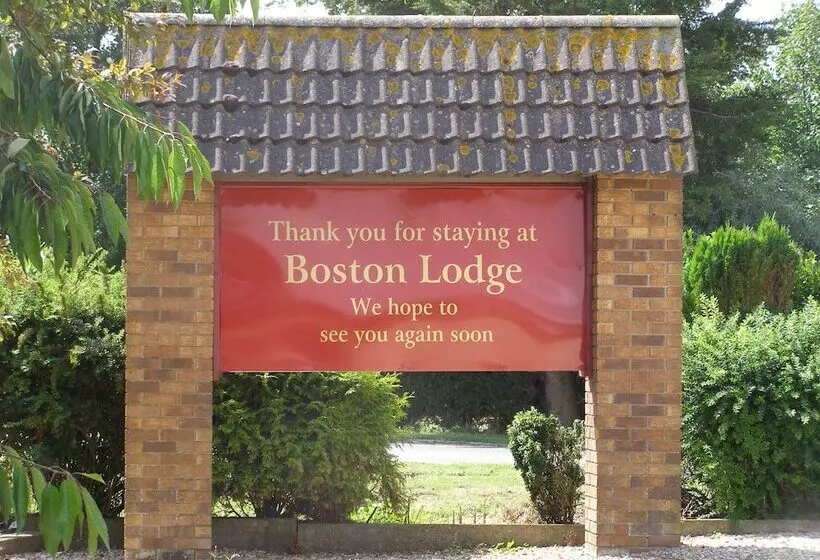 Thank you for staying at
Boston Lodge
We hope to
see you again soon